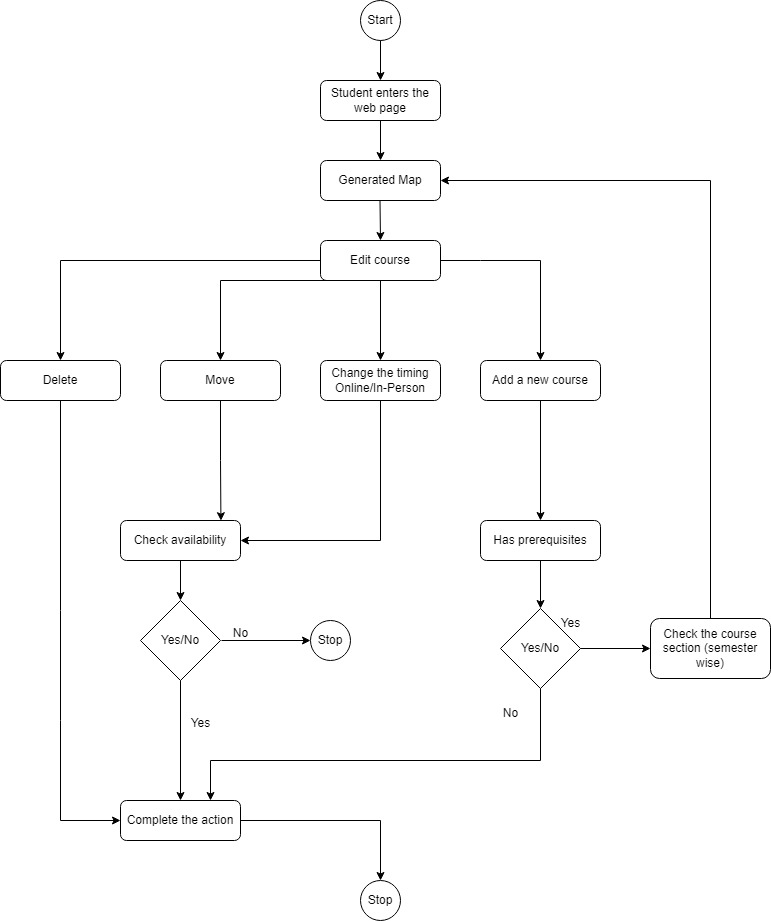 Start
Student enters the
web page
Generated Map
Edit course
Delete
Move
Change the timing
Online/In-Person
Add a new course
Check availability
Has prerequisites
Yes/No
No
Stop
Yes/No
Yes
Check the course
section (semester
wise)
Yes
No
Complete the action
Stop